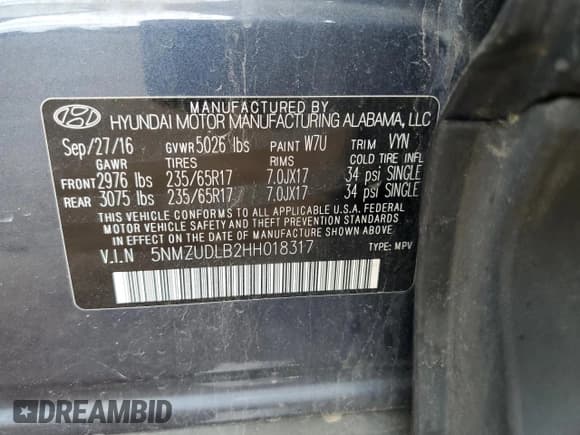 MANUFACTURED BY
HYUNDAI MOTOR MANUFACTURING ALABAMA, LLC
Sep/27/16 GVWR 5026 lbs PAINT W7U TRIM VYN
GAWR TIRES RIMS COLD TIRE INFL
FRONT 2976 lbs 235/65R17 7.0JX17 34 psi SINGLE
REAR 3075 lbs 235/65R17 7.0JX17 34 psi SINGLE
THIS VEHICLE CONFORMS TO ALL APPLICABLE U.S.A. FEDERAL
MOTOR VEHICLE SAFETY AND THEFT PREVENTION STANDARDS
IN EFFECT ON THE DATE OF MANUFACTURE SHOWN ABOVE.
V.I.N 5NMZUDLB2HH018317 TYPE: MPV
DREAMBID